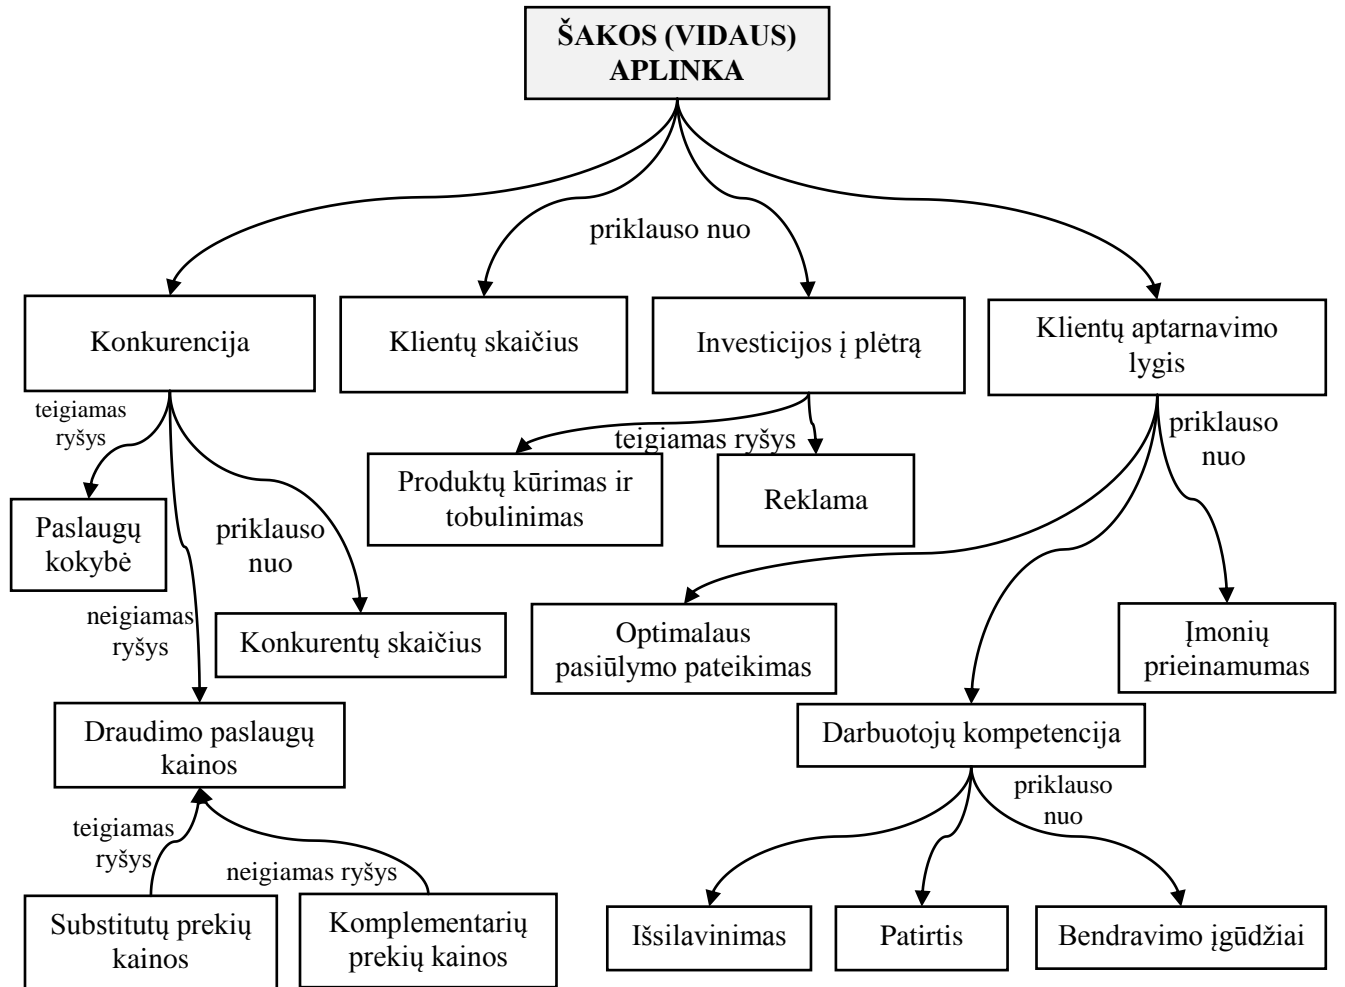 ŠAKOS (VIDAUS)
APLINKA
priklauso nuo
Konkurencija
Klientų skaičius
Investicijos į plėtrą
Klientų aptarnavimo
lygis
teigiamas
ryšys
teigiamas ryšys
priklauso
nuo
Paslaugų
kokybė
priklauso
nuo
Produktų kūrimas ir
tobulinimas
Reklama
neigiamas
ryšys
Konkurentų skaičius
Optimalaus
pasiūlymo pateikimas
Įmonių
prieinamumas
Draudimo paslaugų
kainos
Darbuotojų kompetencija
teigiamas
ryšys
neigiamas ryšys
priklauso
nuo
Substitutų prekių
kainos
Komplementarių
prekių kainos
Išsilavinimas
Patirtis
Bendravimo įgūdžiai